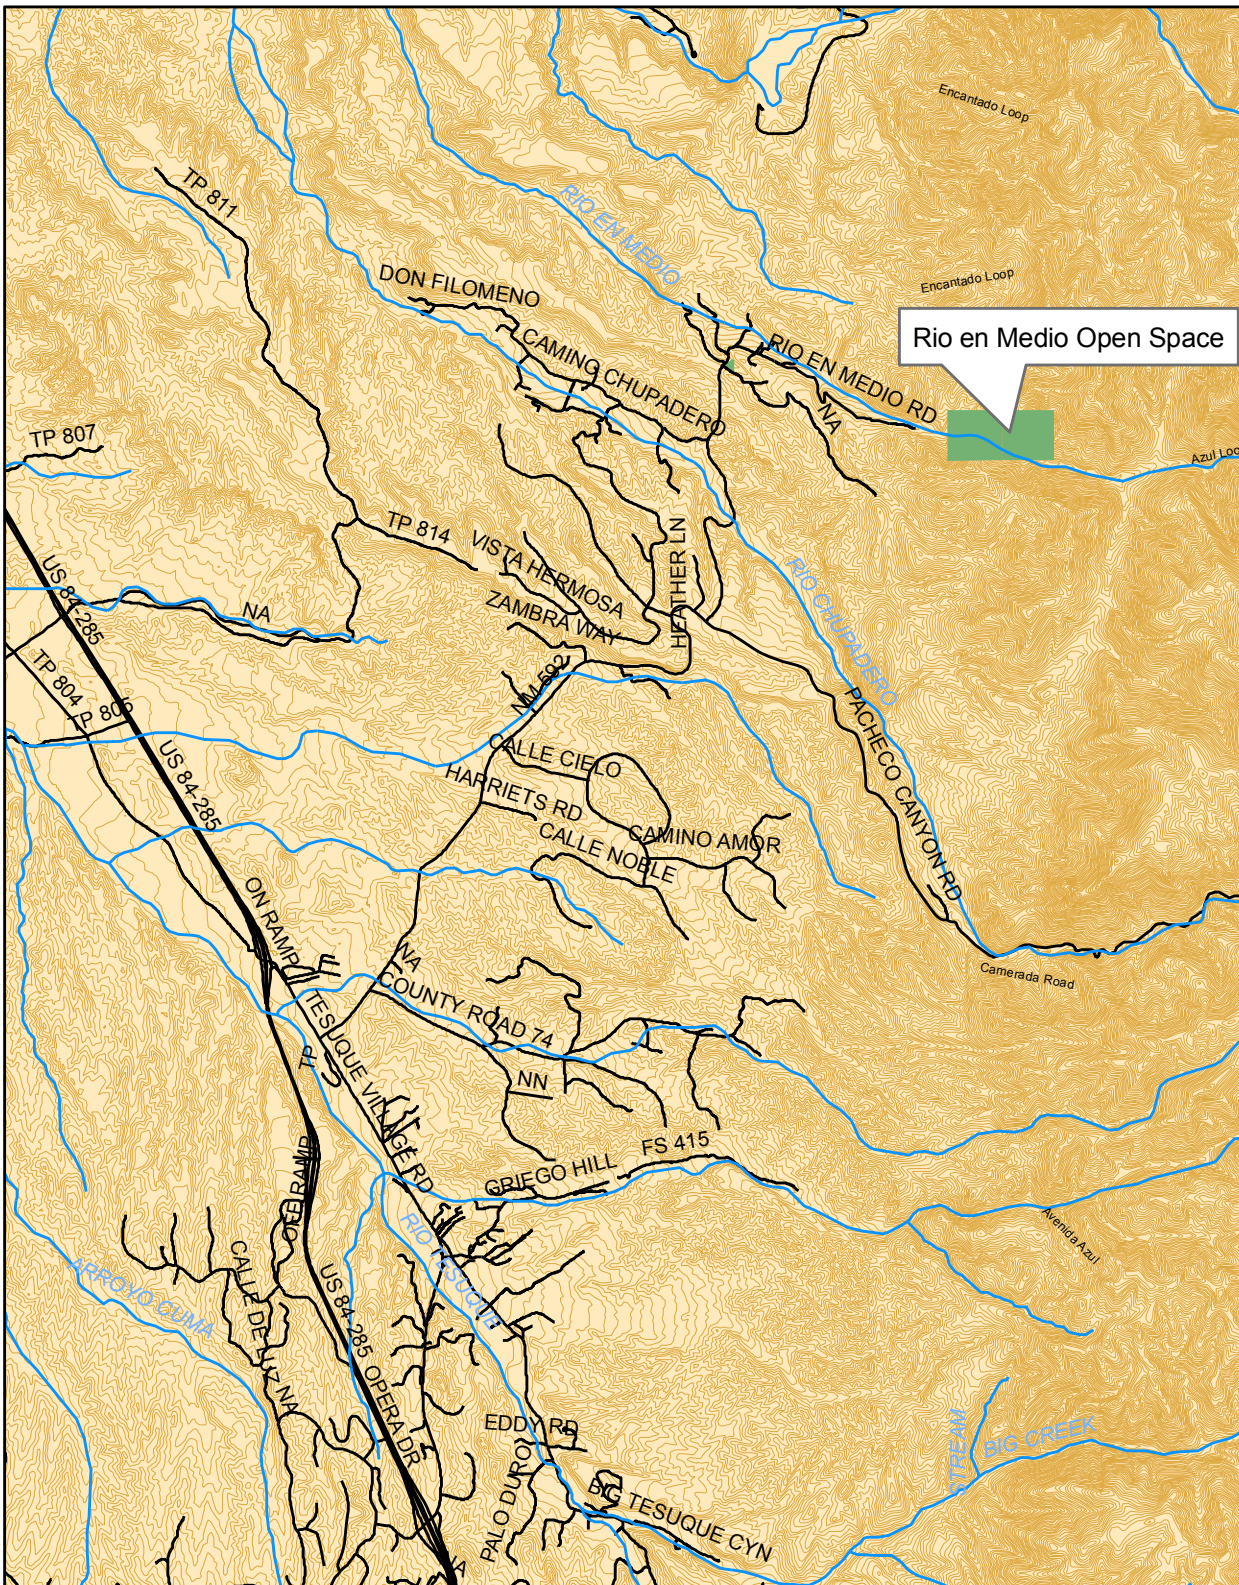 Encantado Loop
TP 811
RIO EN MEDIO
DON FILOMENO
Encantado Loop
Rio en Medio Open Space
CAMINO CHUPADERO
RIO EN MEDIO RD
NA
TP 807
Azul Loo
TP 814
VISTA HERMOSA
HEATHER LN
US 84-285
NA
ZAMBRA WAY
RIO CHUPADERO
TP 804
NM 592
PACHECO CANYON RD
US 84-285
CALLE CIELO
HARRIETS RD
CAMINO AMOR
CALLE NOBLE
ON RAMP
NA
Camerada Road
COUNTY ROAD 74
TESUQUE VILLAGE RD
TP
NN
FS 415
GRIEGO HILL
OFF RAMP
RIO TESUQUE
Avenida Azul
ARROYO CUMA
CALLE DE LUZ
NA
US 84-285
OPERA DR
EDDY RD
STREAM
BIG CREEK
PALO DURO
BIG TESUQUE CYN